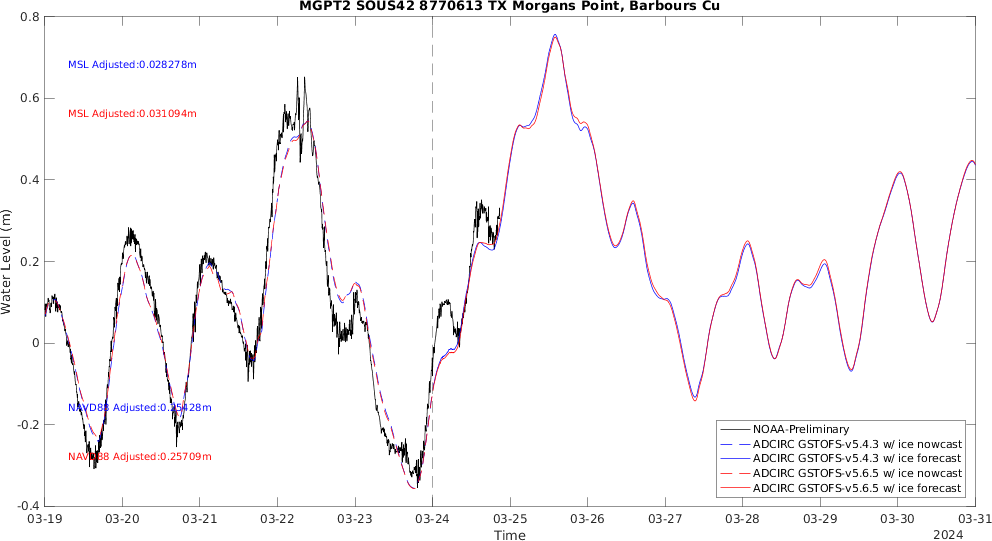 MGPT2 SOUS42 8770613 TX Morgans Point, Barbours Cu
0.8
0.6
0.4
0.2
0
-0.2
-0.4
Water Level (m)
MSL Adjusted:0.028278m
MSL Adjusted:0.031094m
NAVD88 Adjusted:0.25428m
NAVD88 Adjusted:0.25709m
NOAA-Preliminary
ADCIRC GSTOFS-v5.4.3 w/ ice nowcast
ADCIRC GSTOFS-v5.4.3 w/ ice forecast
ADCIRC GSTOFS-v5.6.5 w/ ice nowcast
ADCIRC GSTOFS-v5.6.5 w/ ice forecast
03-19 03-20 03-21 03-22 03-23 03-24 03-25 03-26 03-27 03-28 03-29 03-30 03-31
Time
2024